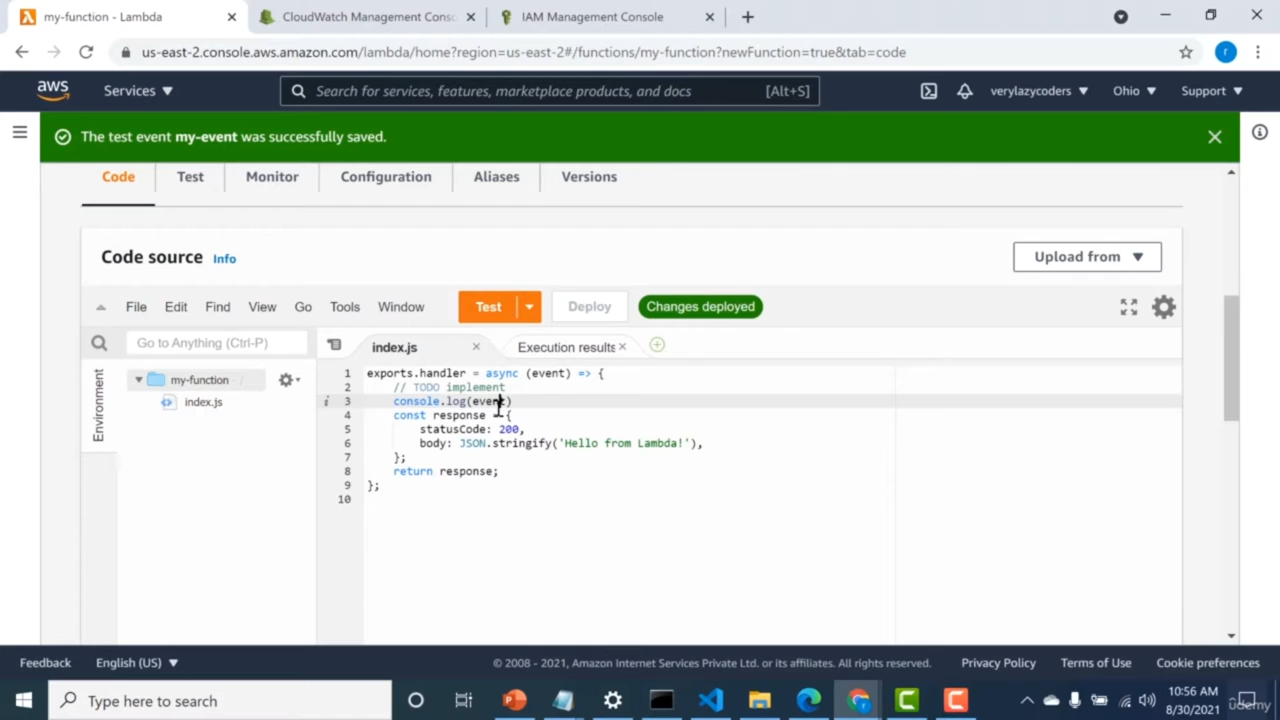 my-function - Lambda
CloudWatch Management Conso
IAM Management Console
us-east-2.console.aws.amazon.com/lambda/home?region=us-east-2#/functions/my-function?newFunction=true&tab=code
r
aws
Services
Search for services, features, marketplace products, and docs
[Alt+S]
verylazycoders
Ohio
Support
The test event my-event was successfully saved.
Code
Test
Monitor
Configuration
Aliases
Versions
Code source
Info
Upload from
File
Edit
Find
View
Go
Tools
Window
Test
Deploy
Changes deployed
Go to Anything (Ctrl-P)
index.js
Execution results
Environment
my-function /
index.js
1 exports.handler = async (event) => {
2 // TODO implement
3 console.log(event)
4 const response = {
5 statusCode: 200,
6 body: JSON.stringify('Hello from Lambda!'),
7 };
8 return response;
9 };
10
Feedback
English (US)
© 2008 - 2021, Amazon Internet Services Private Ltd. or its affiliates. All rights reserved.
Privacy Policy
Terms of Use
Cookie preferences
Type here to search
10:56 AM
8/30/2021
udemy